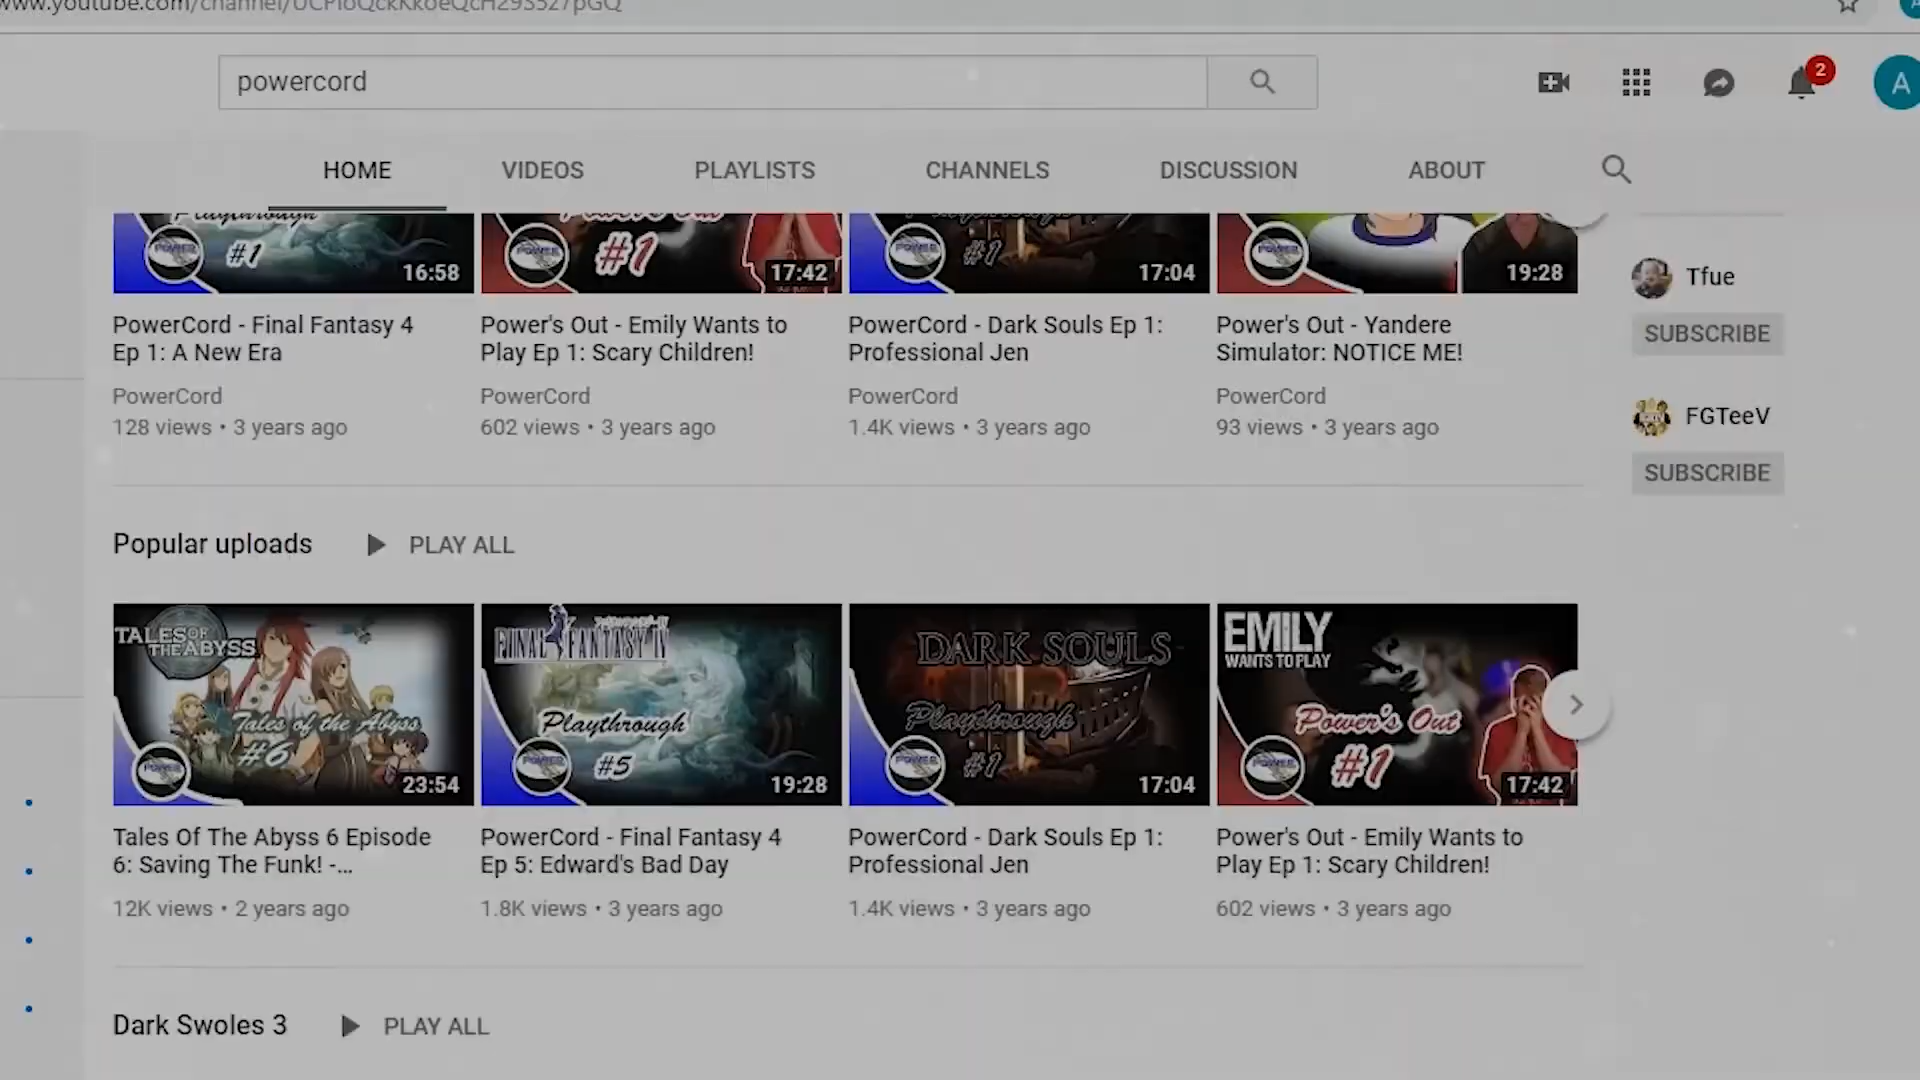 www.youtube.com/channel/
powercord
2
A
HOME
VIDEOS
PLAYLISTS
CHANNELS
DISCUSSION
ABOUT
Playthrough
#1
16:58
Power's Out
#1
17:42
Playthrough
#1
17:04
19:28
Tfue
SUBSCRIBE
PowerCord - Final Fantasy 4
Ep 1: A New Era
PowerCord
128 views • 3 years ago
Power's Out - Emily Wants to
Play Ep 1: Scary Children!
PowerCord
602 views • 3 years ago
PowerCord - Dark Souls Ep 1:
Professional Jen
PowerCord
1.4K views • 3 years ago
Power's Out - Yandere
Simulator: NOTICE ME!
PowerCord
93 views • 3 years ago
FGTeeV
SUBSCRIBE
Popular uploads
PLAY ALL
TALES OF
THE ABYSS
Tales of the Abyss
#6
POWER
23:54
FINAL FANTASY IV
Playthrough
#5
POWER
19:28
DARK SOULS
Playthrough
#1
POWER
17:04
EMILY
WANTS TO PLAY
Power's Out
#1
POWER
17:42
Tales Of The Abyss 6 Episode
6: Saving The Funk! -...
12K views • 2 years ago
PowerCord - Final Fantasy 4
Ep 5: Edward's Bad Day
1.8K views • 3 years ago
PowerCord - Dark Souls Ep 1:
Professional Jen
1.4K views • 3 years ago
Power's Out - Emily Wants to
Play Ep 1: Scary Children!
602 views • 3 years ago
Dark Swoles 3
PLAY ALL